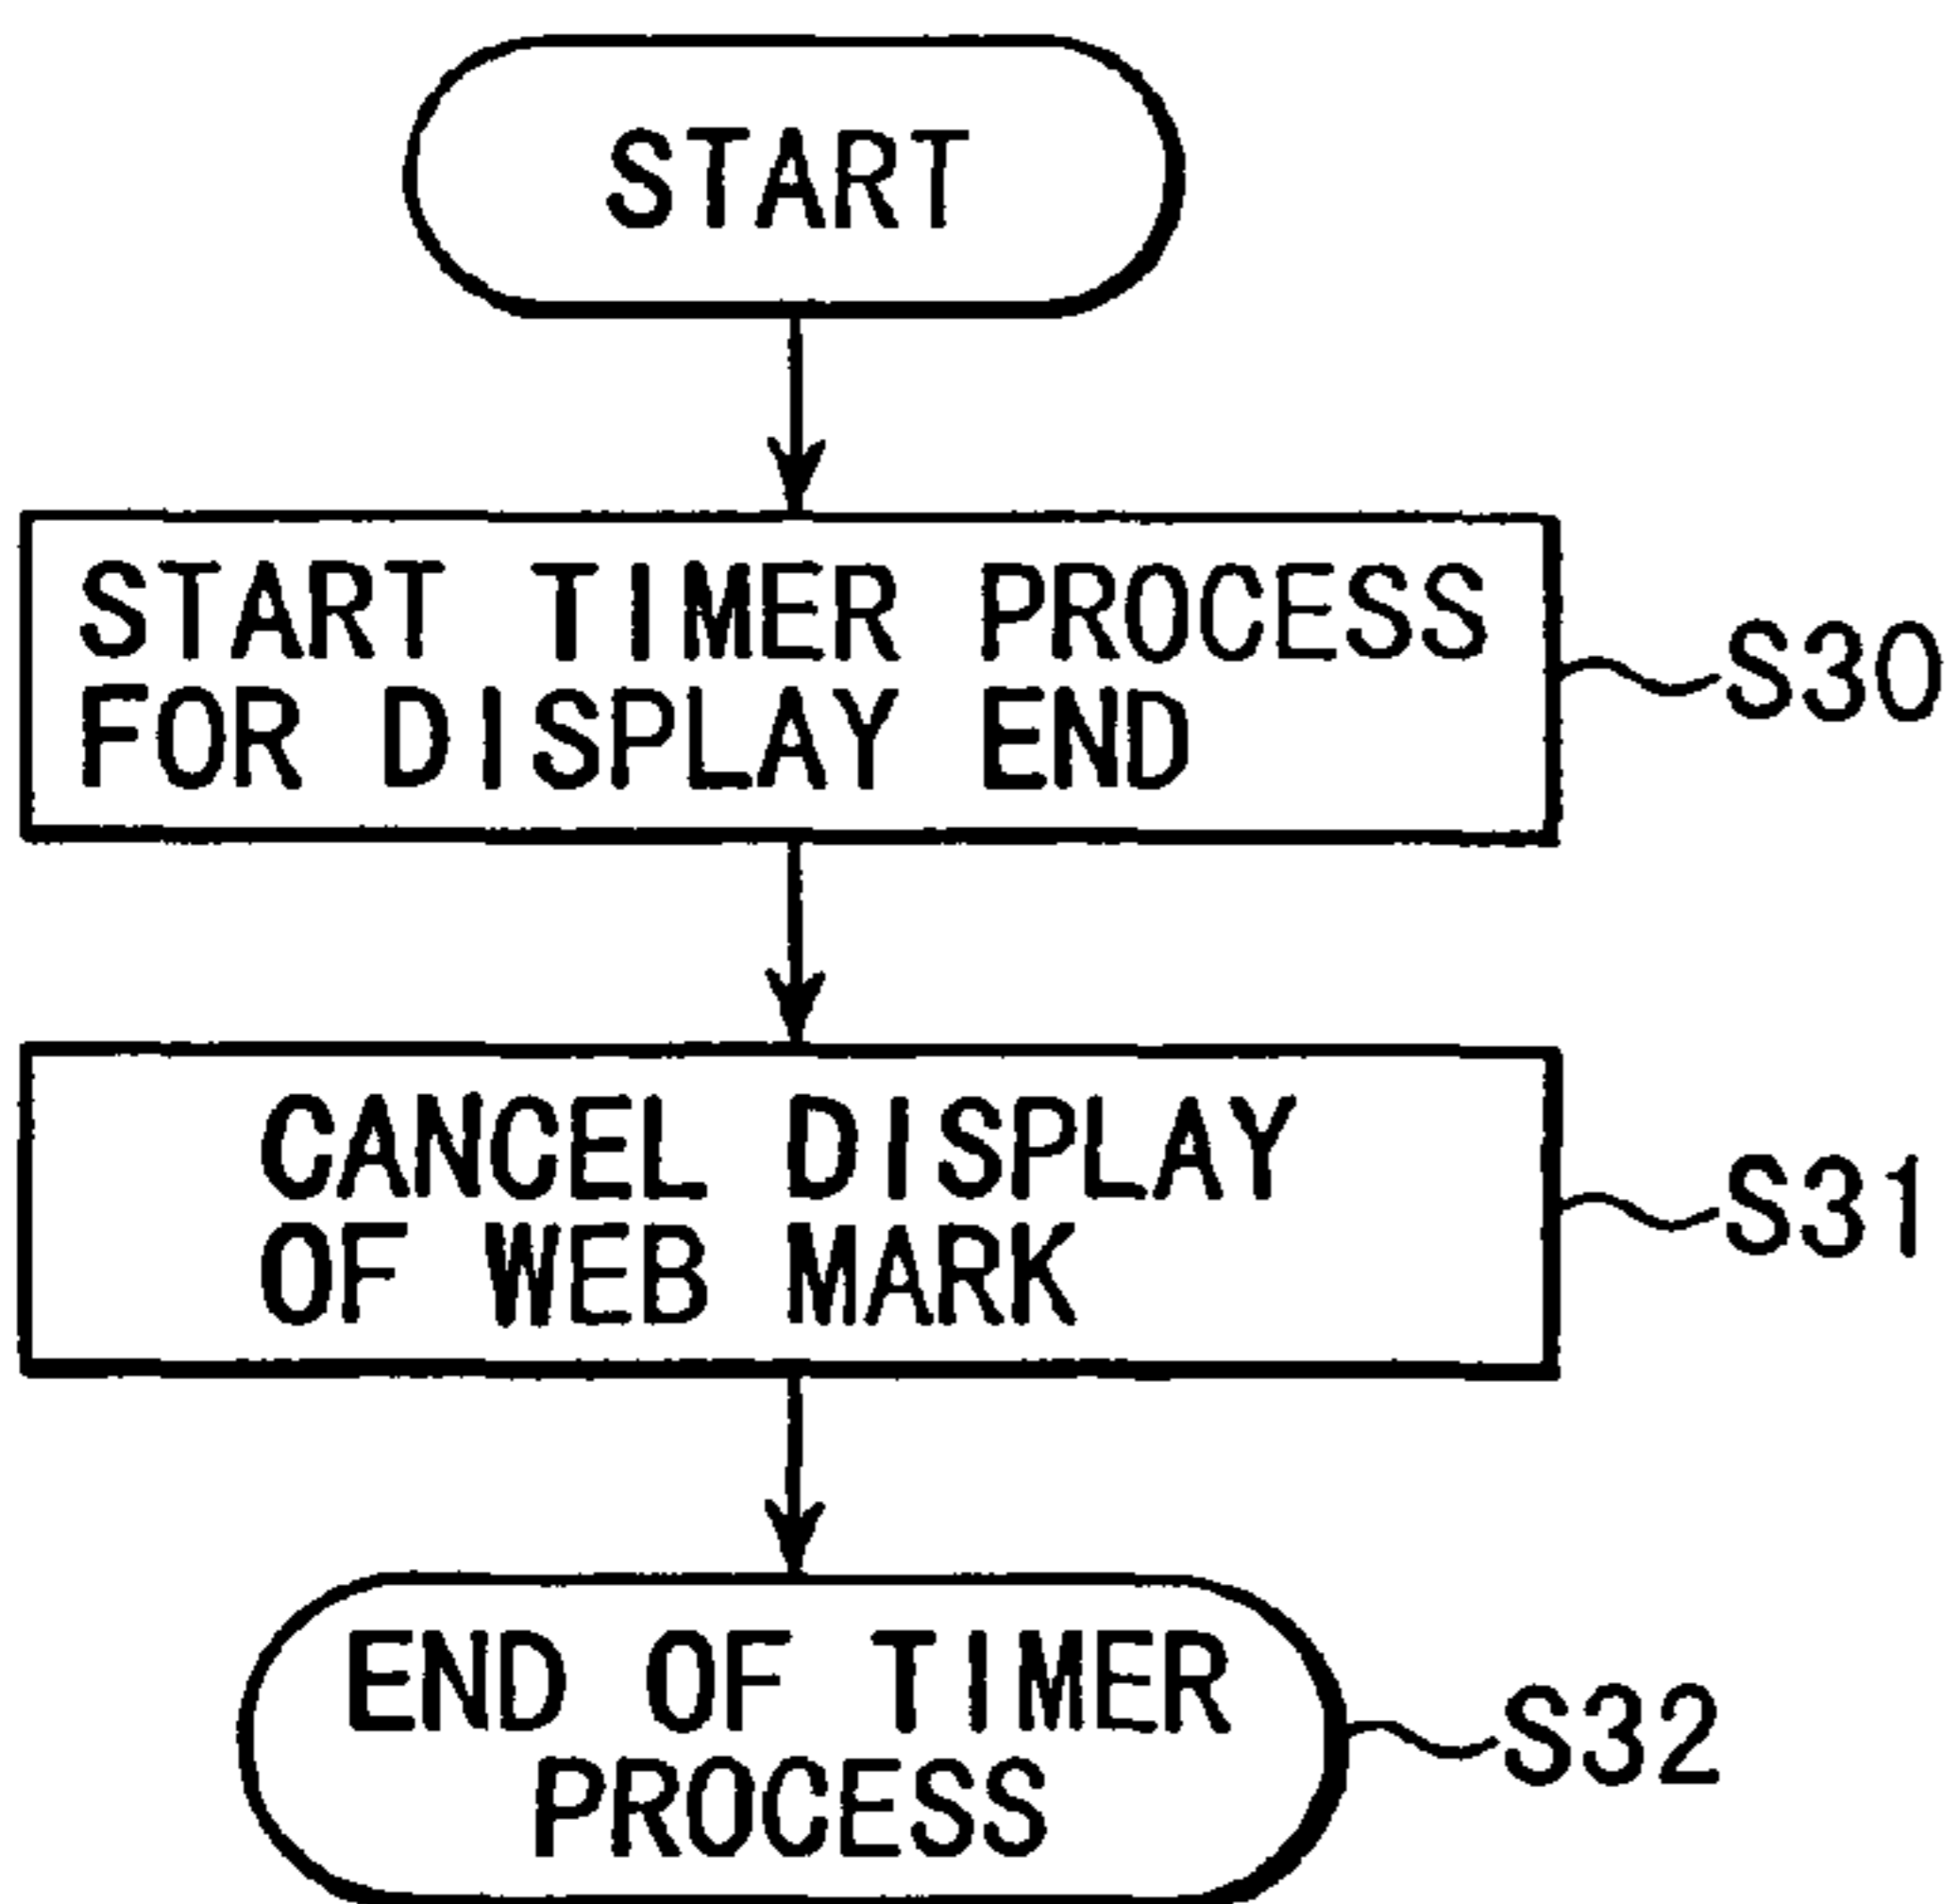 START
START TIMER PROCESS
FOR DISPLAY END
S30
CANCEL DISPLAY
OF WEB MARK
S31
END OF TIMER
PROCESS
S32